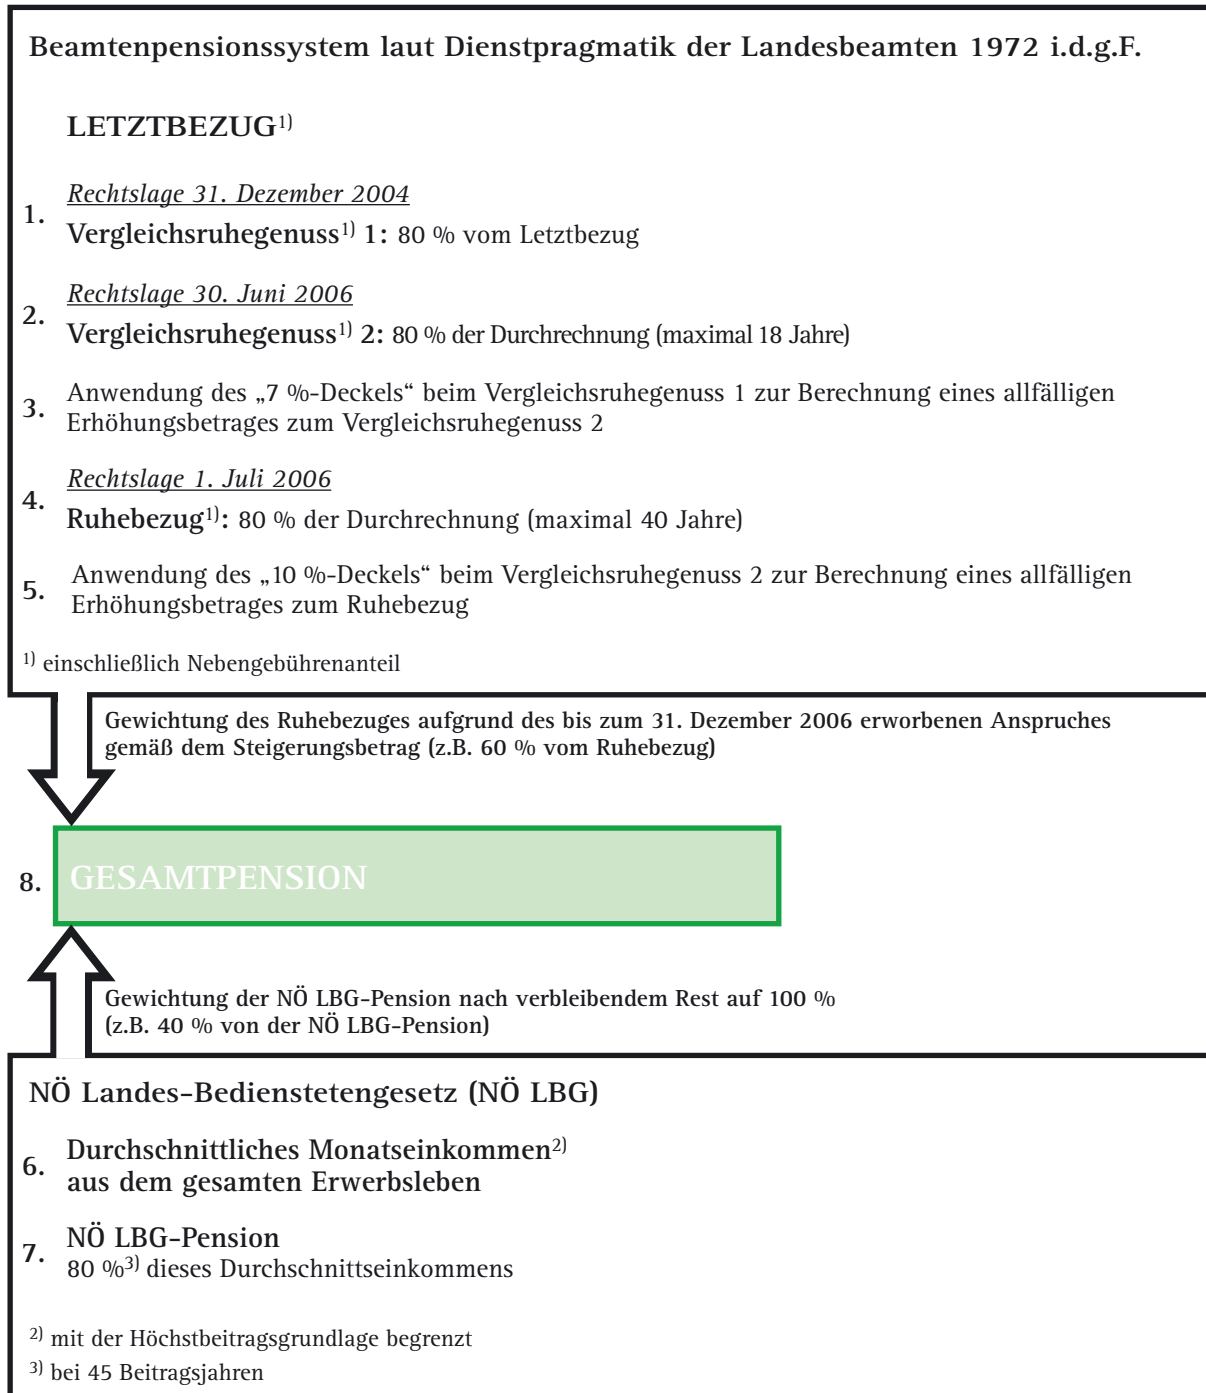 Beamtenpensionssystem laut Dienstpragmatik der Landesbeamten 1972 i.d.g.F.
LETZTBEZUG1)
1. Rechtslage 31. Dezember 2004
Vergleichsruhegenuss1) 1: 80 % vom Letztbezug
2. Rechtslage 30. Juni 2006
Vergleichsruhegenuss1) 2: 80 % der Durchrechnung (maximal 18 Jahre)
3. Anwendung des „7 %-Deckels“ beim Vergleichsruhegenuss 1 zur Berechnung eines allfälligen
Erhöhungsbetrages zum Vergleichsruhegenuss 2
4. Rechtslage 1. Juli 2006
Ruhebezug1): 80 % der Durchrechnung (maximal 40 Jahre)
5. Anwendung des „10 %-Deckels“ beim Vergleichsruhegenuss 2 zur Berechnung eines allfälligen
Erhöhungsbetrages zum Ruhebezug
1) einschließlich Nebengebührenanteil
Gewichtung des Ruhebezuges aufgrund des bis zum 31. Dezember 2006 erworbenen Anspruches
gemäß dem Steigerungsbetrag (z.B. 60 % vom Ruhebezug)
8. GESAMTPENSION
Gewichtung der NÖ LBG-Pension nach verbleibendem Rest auf 100 %
(z.B. 40 % von der NÖ LBG-Pension)
NÖ Landes-Bedienstetengesetz (NÖ LBG)
6. Durchschnittliches Monatseinkommen2)
aus dem gesamten Erwerbsleben
7. NÖ LBG-Pension
80 %3) dieses Durchschnittseinkommens
2) mit der Höchstbeitragsgrundlage begrenzt
3) bei 45 Beitragsjahren